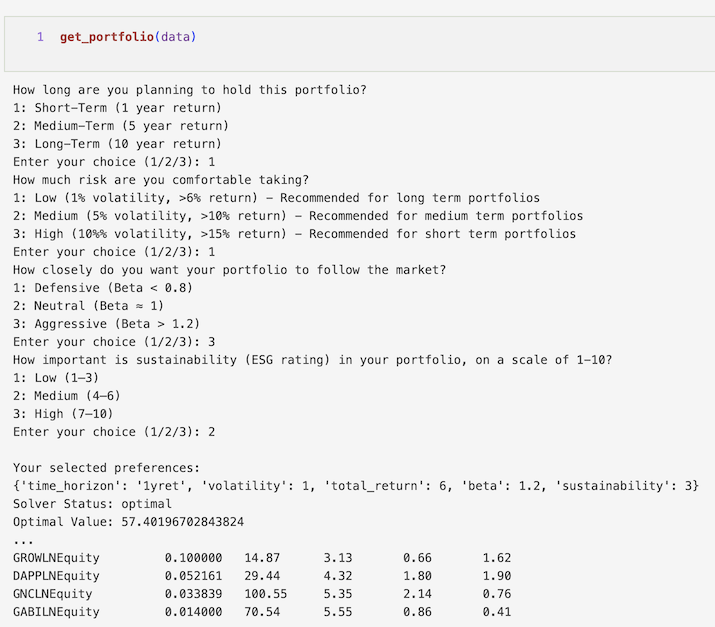 1 get_portfolio(data)
How long are you planning to hold this portfolio?
1: Short-Term (1 year return)
2: Medium-Term (5 year return)
3: Long-Term (10 year return)
Enter your choice (1/2/3): 1
How much risk are you comfortable taking?
1: Low (1% volatility, >6% return) – Recommended for long term portfolios
2: Medium (5% volatility, >10% return) – Recommended for medium term portfolios
3: High (10%% volatility, >15% return) – Recommended for short term portfolios
Enter your choice (1/2/3): 1
How closely do you want your portfolio to follow the market?
1: Defensive (Beta < 0.8)
2: Neutral (Beta ≈ 1)
3: Aggressive (Beta > 1.2)
Enter your choice (1/2/3): 3
How important is sustainability (ESG rating) in your portfolio, on a scale of 1–10?
1: Low (1–3)
2: Medium (4–6)
3: High (7–10)
Enter your choice (1/2/3): 2
Your selected preferences:
{'time_horizon': '1yret', 'volatility': 1, 'total_return': 6, 'beta': 1.2, 'sustainability': 3}
Solver Status: optimal
Optimal Value: 57.40196702843824
...
GROWLNEquity 0.100000 14.87 3.13 0.66 1.62
DAPPLNEquity 0.052161 29.44 4.32 1.80 1.90
GNCLNEquity 0.033839 100.55 5.35 2.14 0.76
GABILNEquity 0.014000 70.54 5.55 0.86 0.41